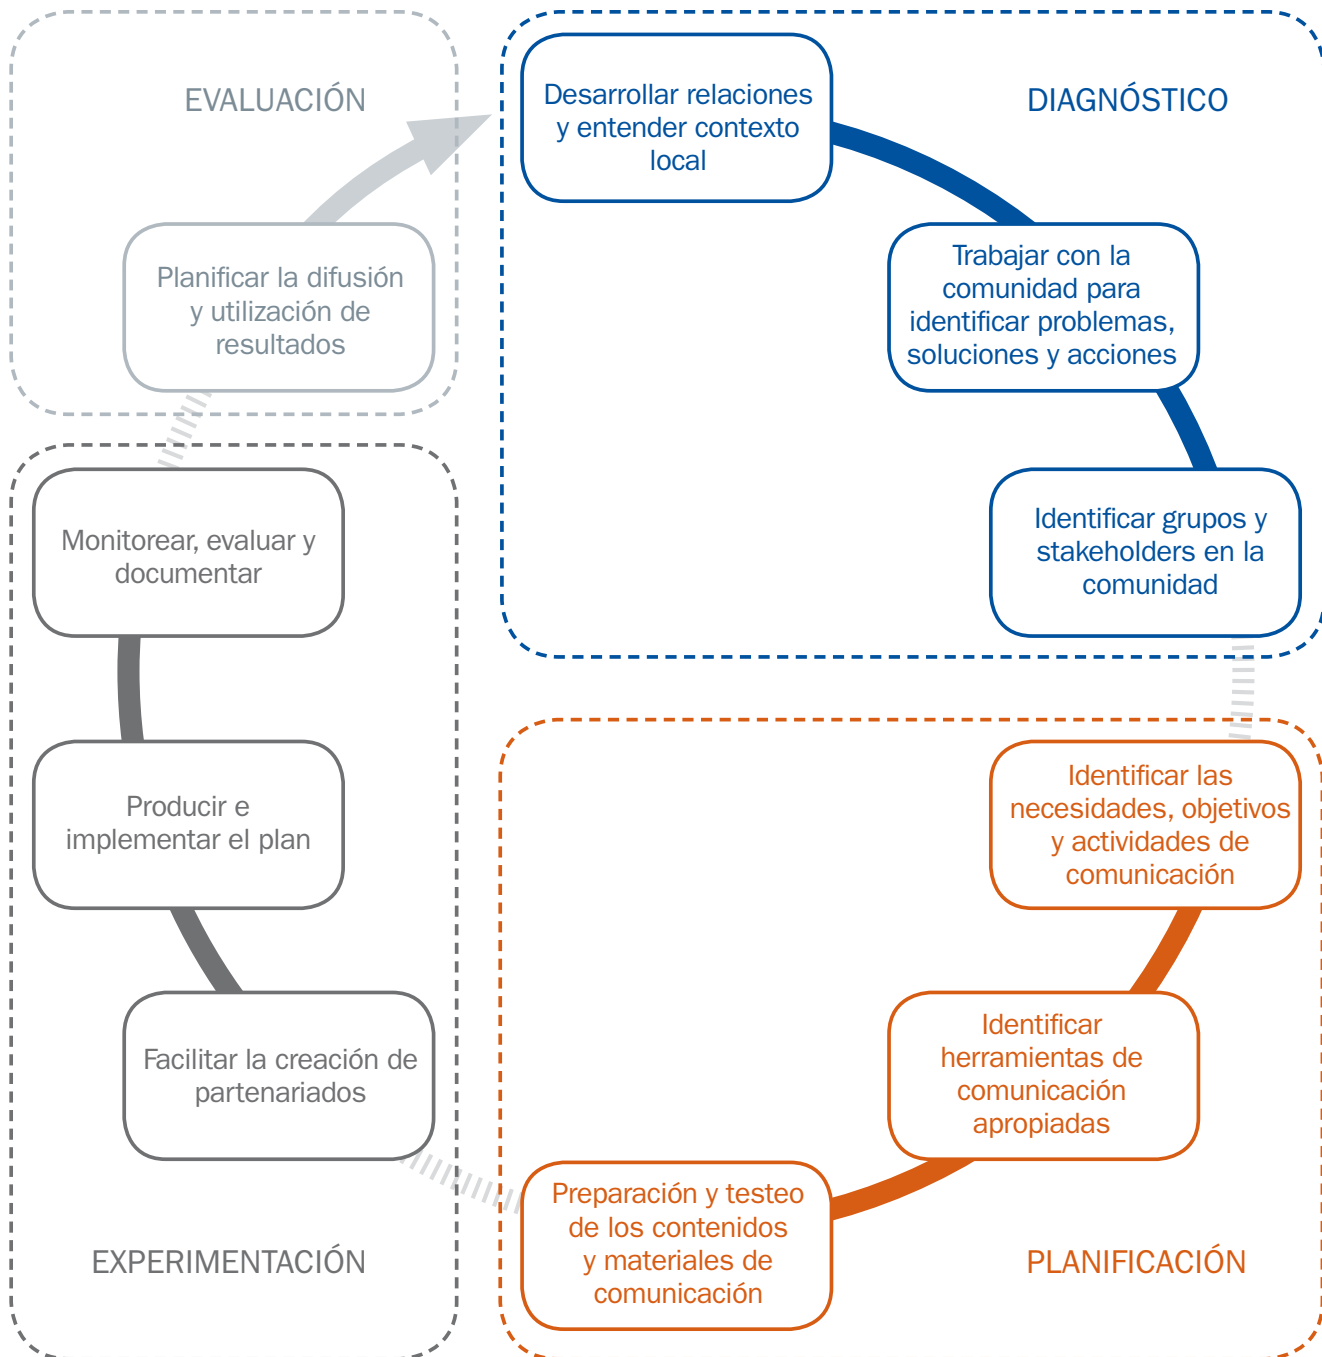 EVALUACIÓN
DIAGNÓSTICO
Desarrollar relaciones
y entender contexto
local
Trabajar con la
comunidad para
identificar problemas,
soluciones y acciones
Identificar grupos y
stakeholders en la
comunidad
Identificar las
necesidades, objetivos
y actividades de
comunicación
Identificar
herramientas de
comunicación
apropiadas
Preparación y testeo
de los contenidos
y materiales de
comunicación
PLANIFICACIÓN
Facilitar la creación de
partenariados
Producir e
implementar el plan
Monitorear, evaluar y
documentar
EXPERIMENTACIÓN
Planificar la difusión
y utilización de
resultados